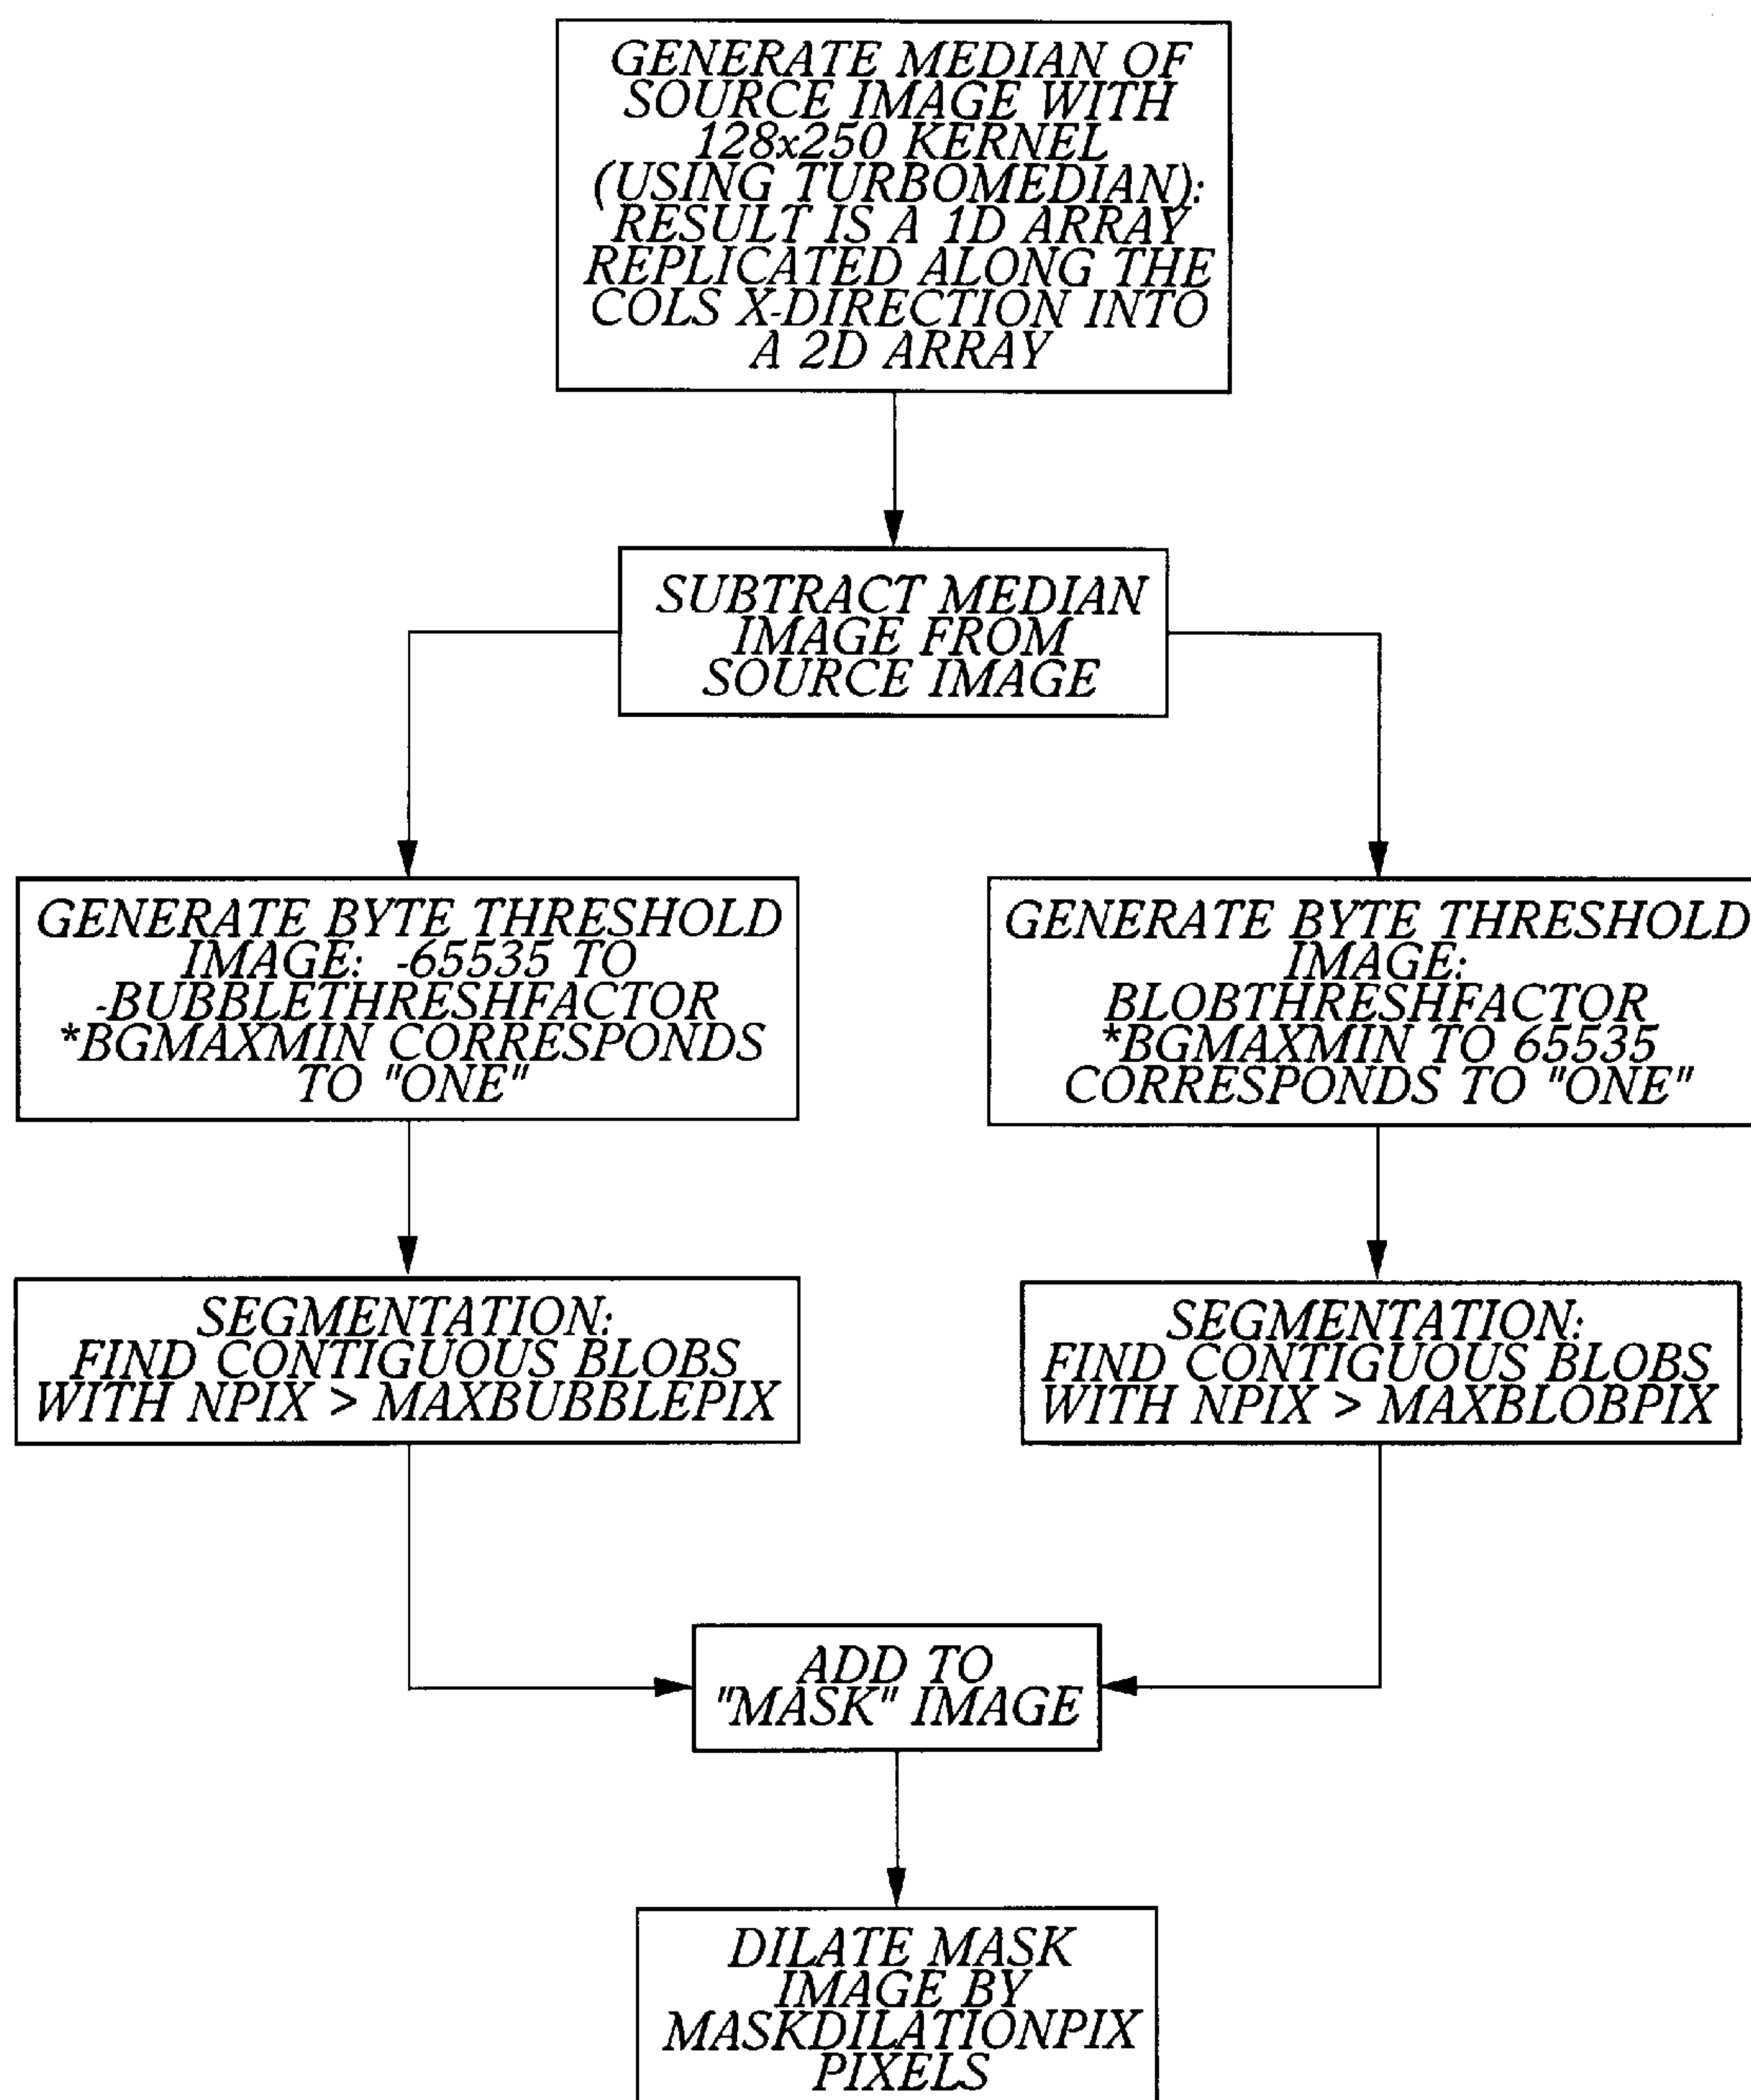 GENERATE MEDIAN OF
SOURCE IMAGE WITH
128x250 KERNEL
(USING TURBOMEDIAN):
RESULT IS A 1D ARRAY
REPLICATED ALONG THE
COLS X-DIRECTION INTO
A 2D ARRAY
SUBTRACT MEDIAN
IMAGE FROM
SOURCE IMAGE
GENERATE BYTE THRESHOLD
IMAGE: -65535 TO
-BUBBLETHRESHFACTOR
*BGMAXMIN CORRESPONDS
TO "ONE"
GENERATE BYTE THRESHOLD
IMAGE:
BLOBTHRESHFACTOR
*BGMAXMIN TO 65535
CORRESPONDS TO "ONE"
SEGMENTATION:
FIND CONTIGUOUS BLOBS
WITH NPIX > MAXBUBBLEPIX
SEGMENTATION:
FIND CONTIGUOUS BLOBS
WITH NPIX > MAXBLOBPIX
ADD TO
"MASK" IMAGE
DILATE MASK
IMAGE BY
MASKDILATIONPIX
PIXELS